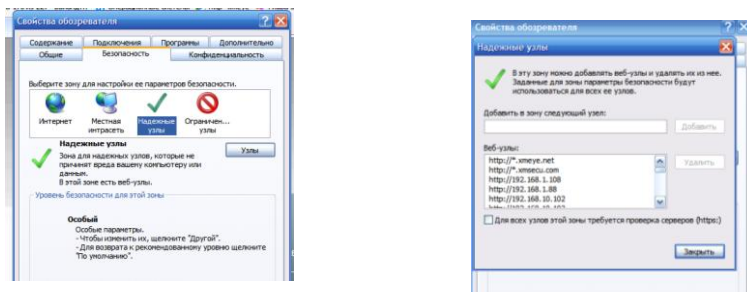 Свойства обозревателя
Содержание Подключения Программы Дополнительно
Общие Безопасность Конфиденциальность
Выберите зону для настройки ее параметров безопасности.
Интернет Местная интрасеть Надежные узлы Ограничен... узлы
Надежные узлы
Узлы
Зона для надежных узлов, которые не
причинят вреда вашему компьютеру или
данным.
В этой зоне есть веб-узлы.
Уровень безопасности для этой зоны
Особый
Особые параметры.
- Чтобы изменить их, щелкните "Другой".
- Для возврата к рекомендованному уровню щелкните
"По умолчанию".
Свойства обозревателя
Надежные узлы
В эту зону можно добавлять веб-узлы и удалять их из нее.
Заданные для зоны параметры безопасности будут
использоваться для всех ее узлов.
Добавить в зону следующий узел:
Добавить
Веб-узлы:
http://*.xmeye.net
http://*.xmsecu.com
http://192.168.1.108
http://192.168.1.88
http://192.168.10.102
Удалить
Для всех узлов этой зоны требуется проверка серверов (https:)
Закрыть